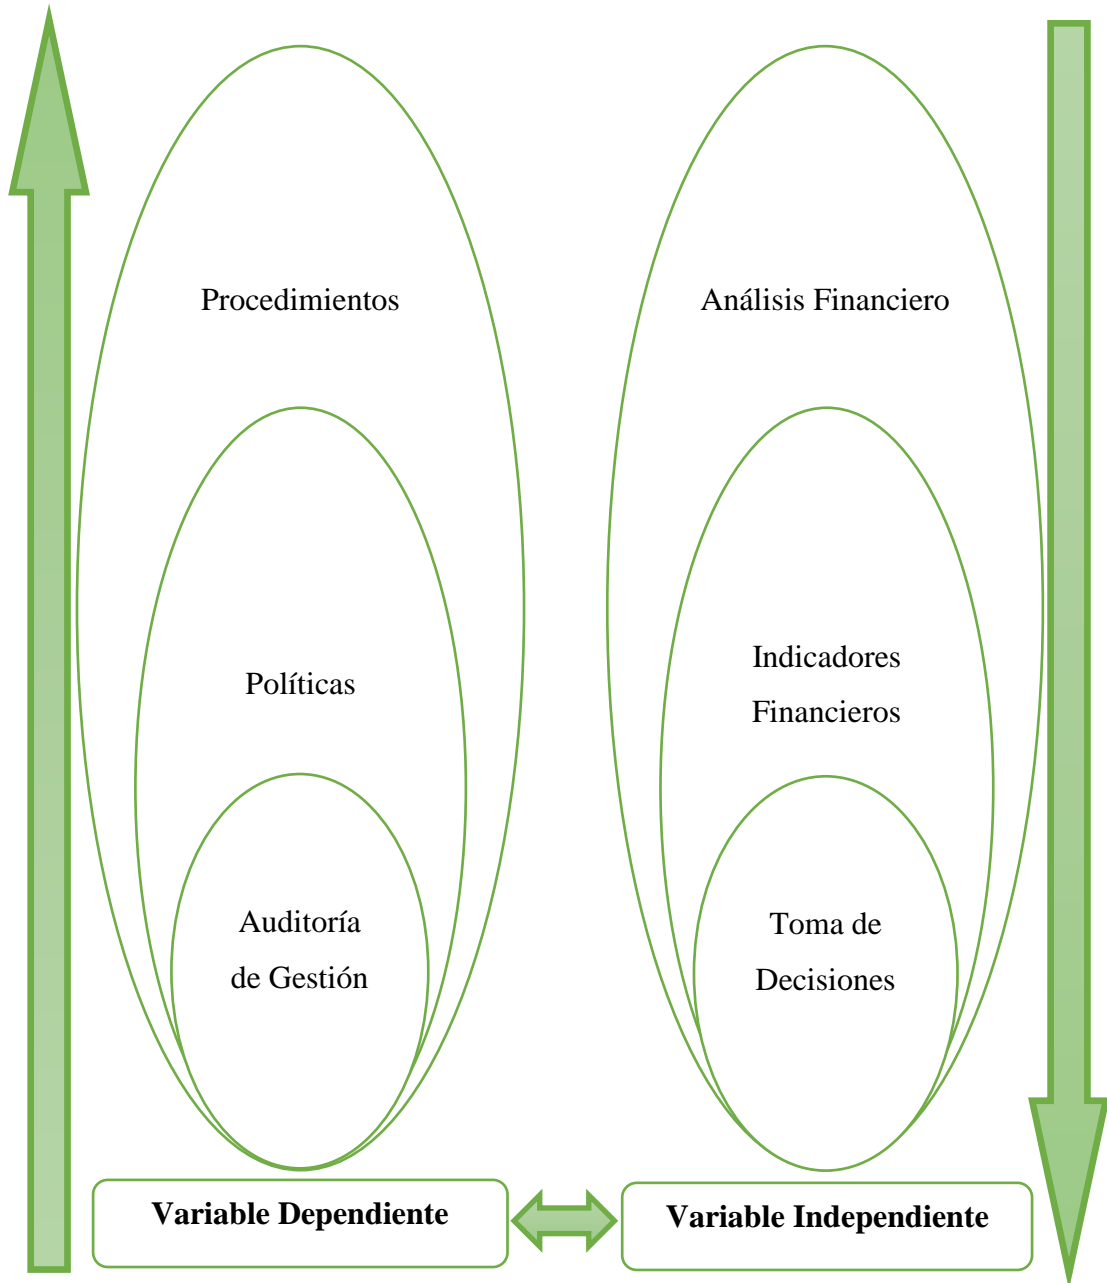 Procedimientos
Políticas
Auditoría
de Gestión
Variable Dependiente
Análisis Financiero
Indicadores
Financieros
Toma de
Decisiones
Variable Independiente